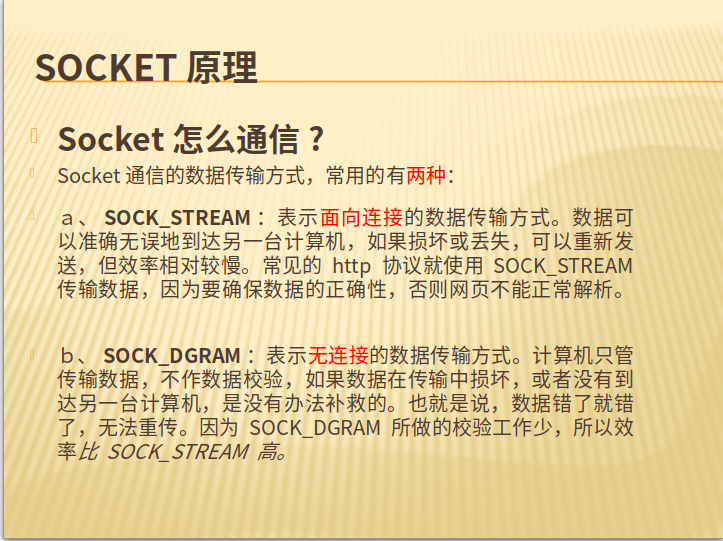 SOCKET 原理
Socket 怎么通信？
Socket 通信的数据传输方式，常用的有两种：
ａ、 SOCK_STREAM ：表示面向连接的数据传输方式。数据可
以准确无误地到达另一台计算机，如果损坏或丢失，可以重新发
送，但效率相对较慢。常见的 http 协议就使用 SOCK_STREAM
传输数据，因为要确保数据的正确性，否则网页不能正常解析。
ｂ、 SOCK_DGRAM ：表示无连接的数据传输方式。计算机只管
传输数据，不作数据校验，如果数据在传输中损坏，或者没有到
达另一台计算机，是没有办法补救的。也就是说，数据错了就错
了，无法重传。因为 SOCK_DGRAM 所做的校验工作少，所以效
率比 SOCK_STREAM 高。